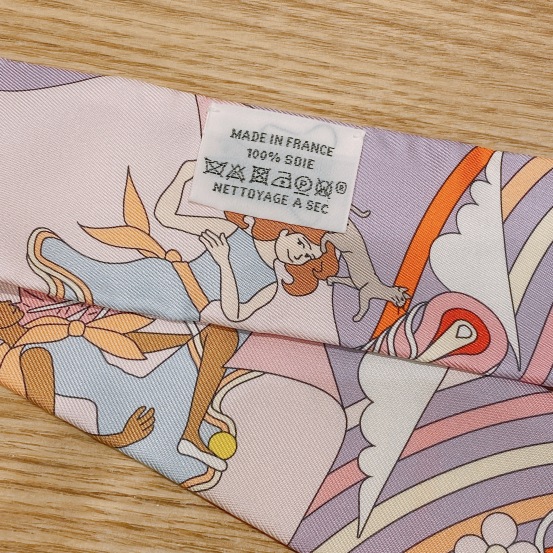 MADE IN FRANCE
100% SOIE
NETTOYAGE A SEC